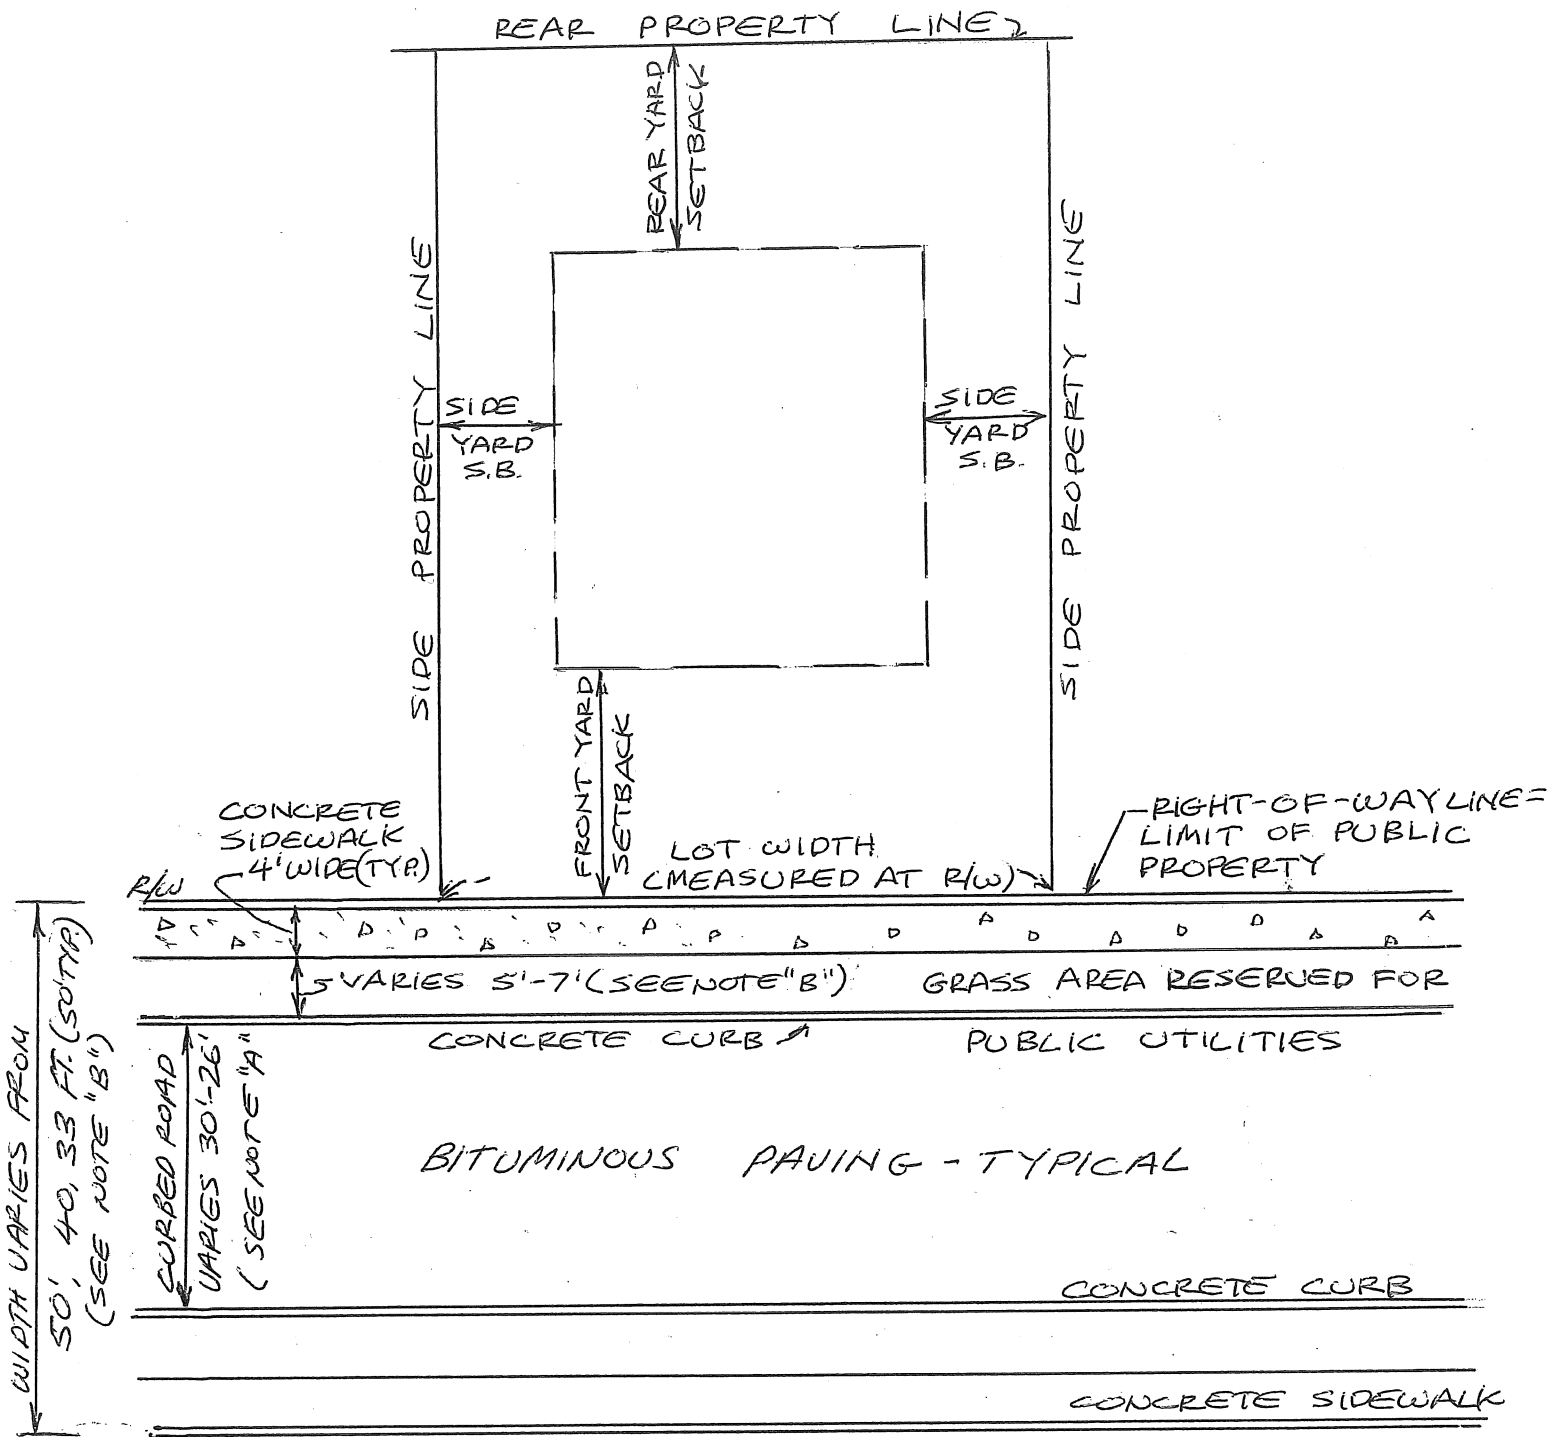 REAR PROPERTY LINE
REAR YARD
SETBACK
SIDE PROPERTY LINE
SIDE PROPERTY LINE
SIDE
YARD
S.B.
SIDE
YARD
S.B.
FRONT YARD
SETBACK
CONCRETE
SIDEWALK
4' WIDE (TYP.)
LOT WIDTH
(MEASURED AT R/W)
RIGHT-OF-WAY LINE =
LIMIT OF PUBLIC
PROPERTY
R/W
VARIES 5'-7' (SEE NOTE "B")
GRASS AREA RESERVED FOR
PUBLIC UTILITIES
CONCRETE CURB
WIDTH VARIES FROM
50', 40, 33 FT. (50'TYP.)
(SEE NOTE "B")
CURBED ROAD
VARIES 30'-26'
(SEE NOTE "A")
BITUMINOUS PAVING - TYPICAL
CONCRETE CURB
CONCRETE SIDEWALK